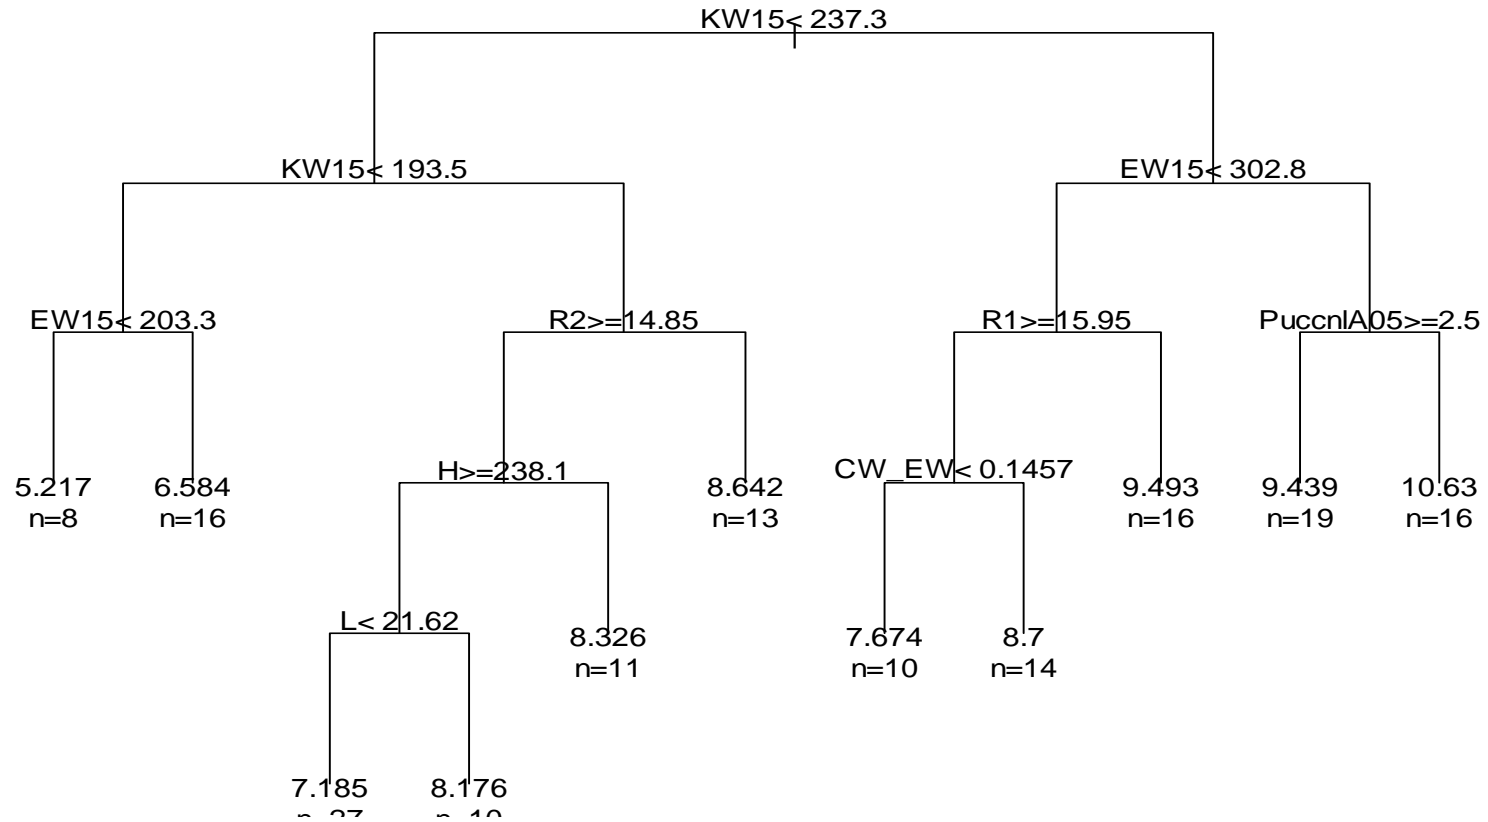 KW15< 237.3
KW15< 193.5
EW15< 302.8
EW15< 203.3
R2>=14.85
R1>=15.95
PuccnlA05>=2.5
H>=238.1
CW_EW< 0.1457
5.217
n=8
6.584
n=16
8.642
n=13
9.493
n=16
9.439
n=19
10.63
n=16
L< 21.62
8.326
n=11
7.674
n=10
8.7
n=14
7.185
8.176